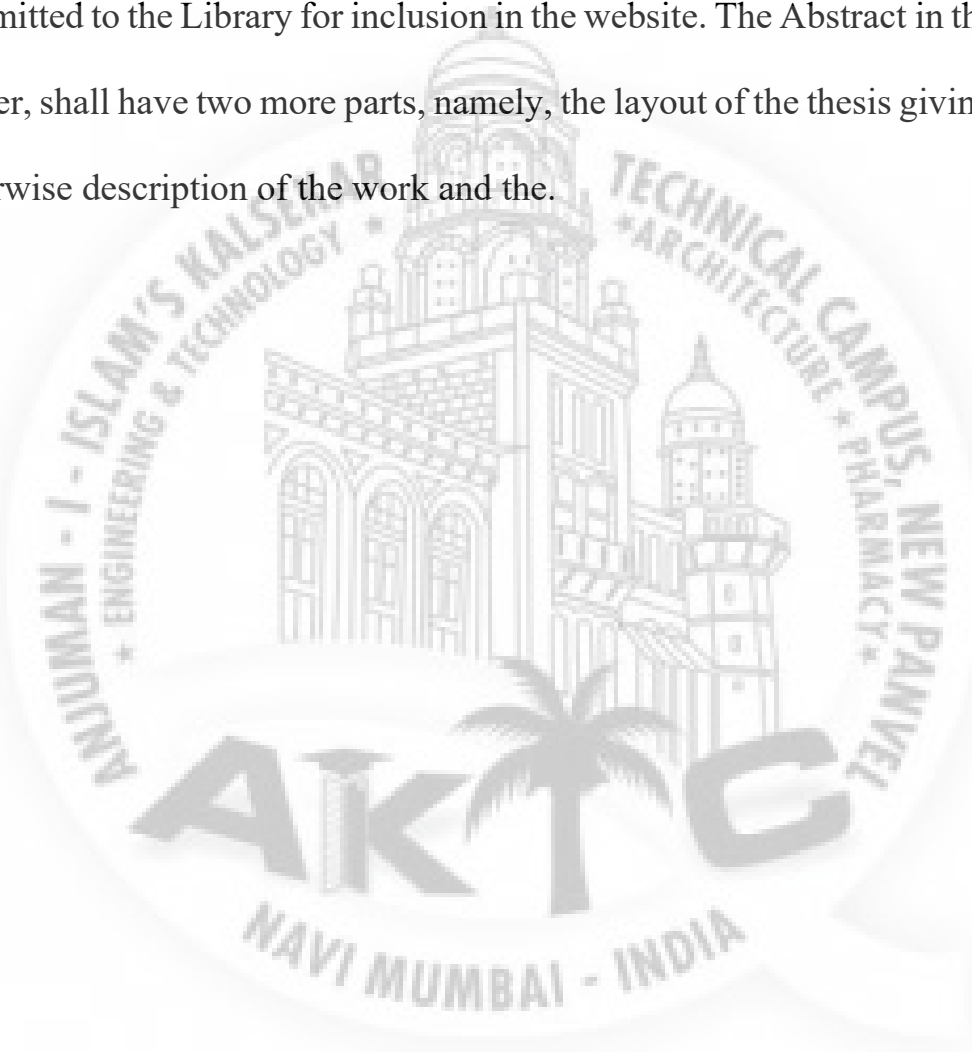 mitted to the Library for inclusion in the website. The Abstract in th
er, shall have two more parts, namely, the layout of the thesis givin
rwise description of the work and the.
ANJUMAN - I - ISLAM'S KALSEKAR TECHNICAL CAMPUS, NEW PANVEL
* ENGINEERING & TECHNOLOGY * *ARCHITECTURE * PHARMACY*
AKTC
NAVI MUMBAI - INDIA